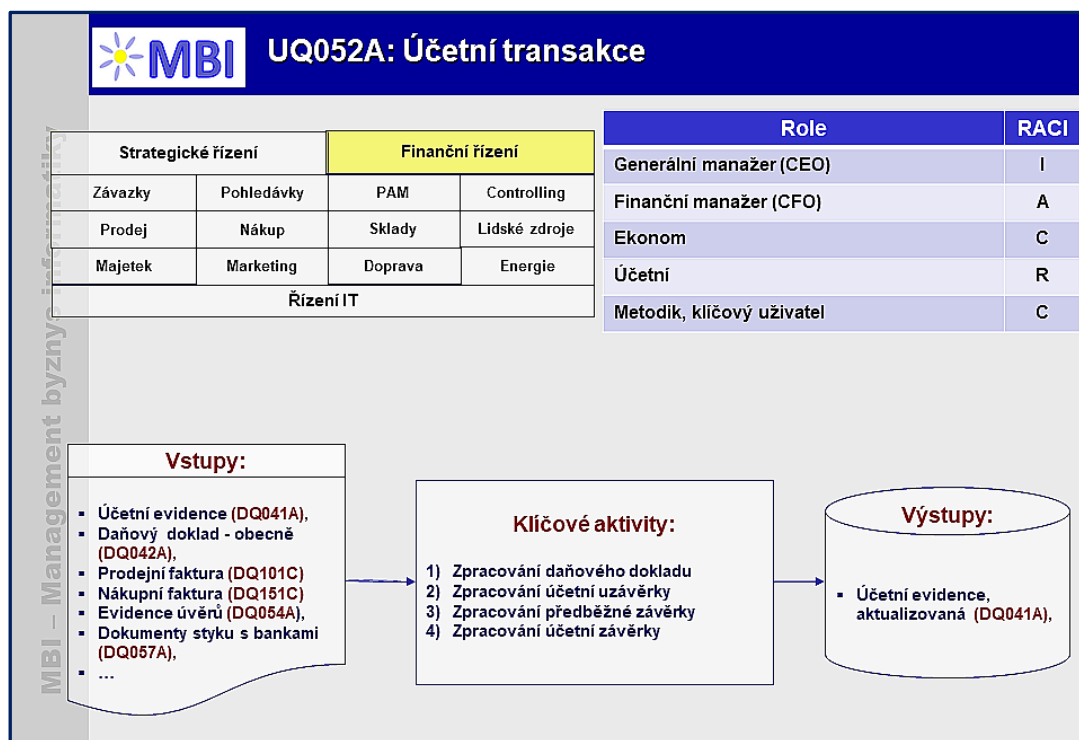 MBI
UQ052A: Účetní transakce
MBI – Management byznys informatiky
Strategické řízení
Finanční řízení
Závazky
Pohledávky
PAM
Controlling
Prodej
Nákup
Sklady
Lidské zdroje
Majetek
Marketing
Doprava
Energie
Řízení IT
Role
RACI
Generální manažer (CEO)
I
Finanční manažer (CFO)
A
Ekonom
C
Účetní
R
Metodik, klíčový uživatel
C
Vstupy:
▪ Účetní evidence (DQ041A),
▪ Daňový doklad - obecně
(DQ042A),
▪ Prodejní faktura (DQ101C)
▪ Nákupní faktura (DQ151C)
▪ Evidence úvěrů (DQ054A),
▪ Dokumenty styku s bankami
(DQ057A),
▪ ...
Klíčové aktivity:
1) Zpracování daňového dokladu
2) Zpracování účetní uzávěrky
3) Zpracování předběžné závěrky
4) Zpracování účetní závěrky
Výstupy:
▪ Účetní evidence,
aktualizovaná (DQ041A),